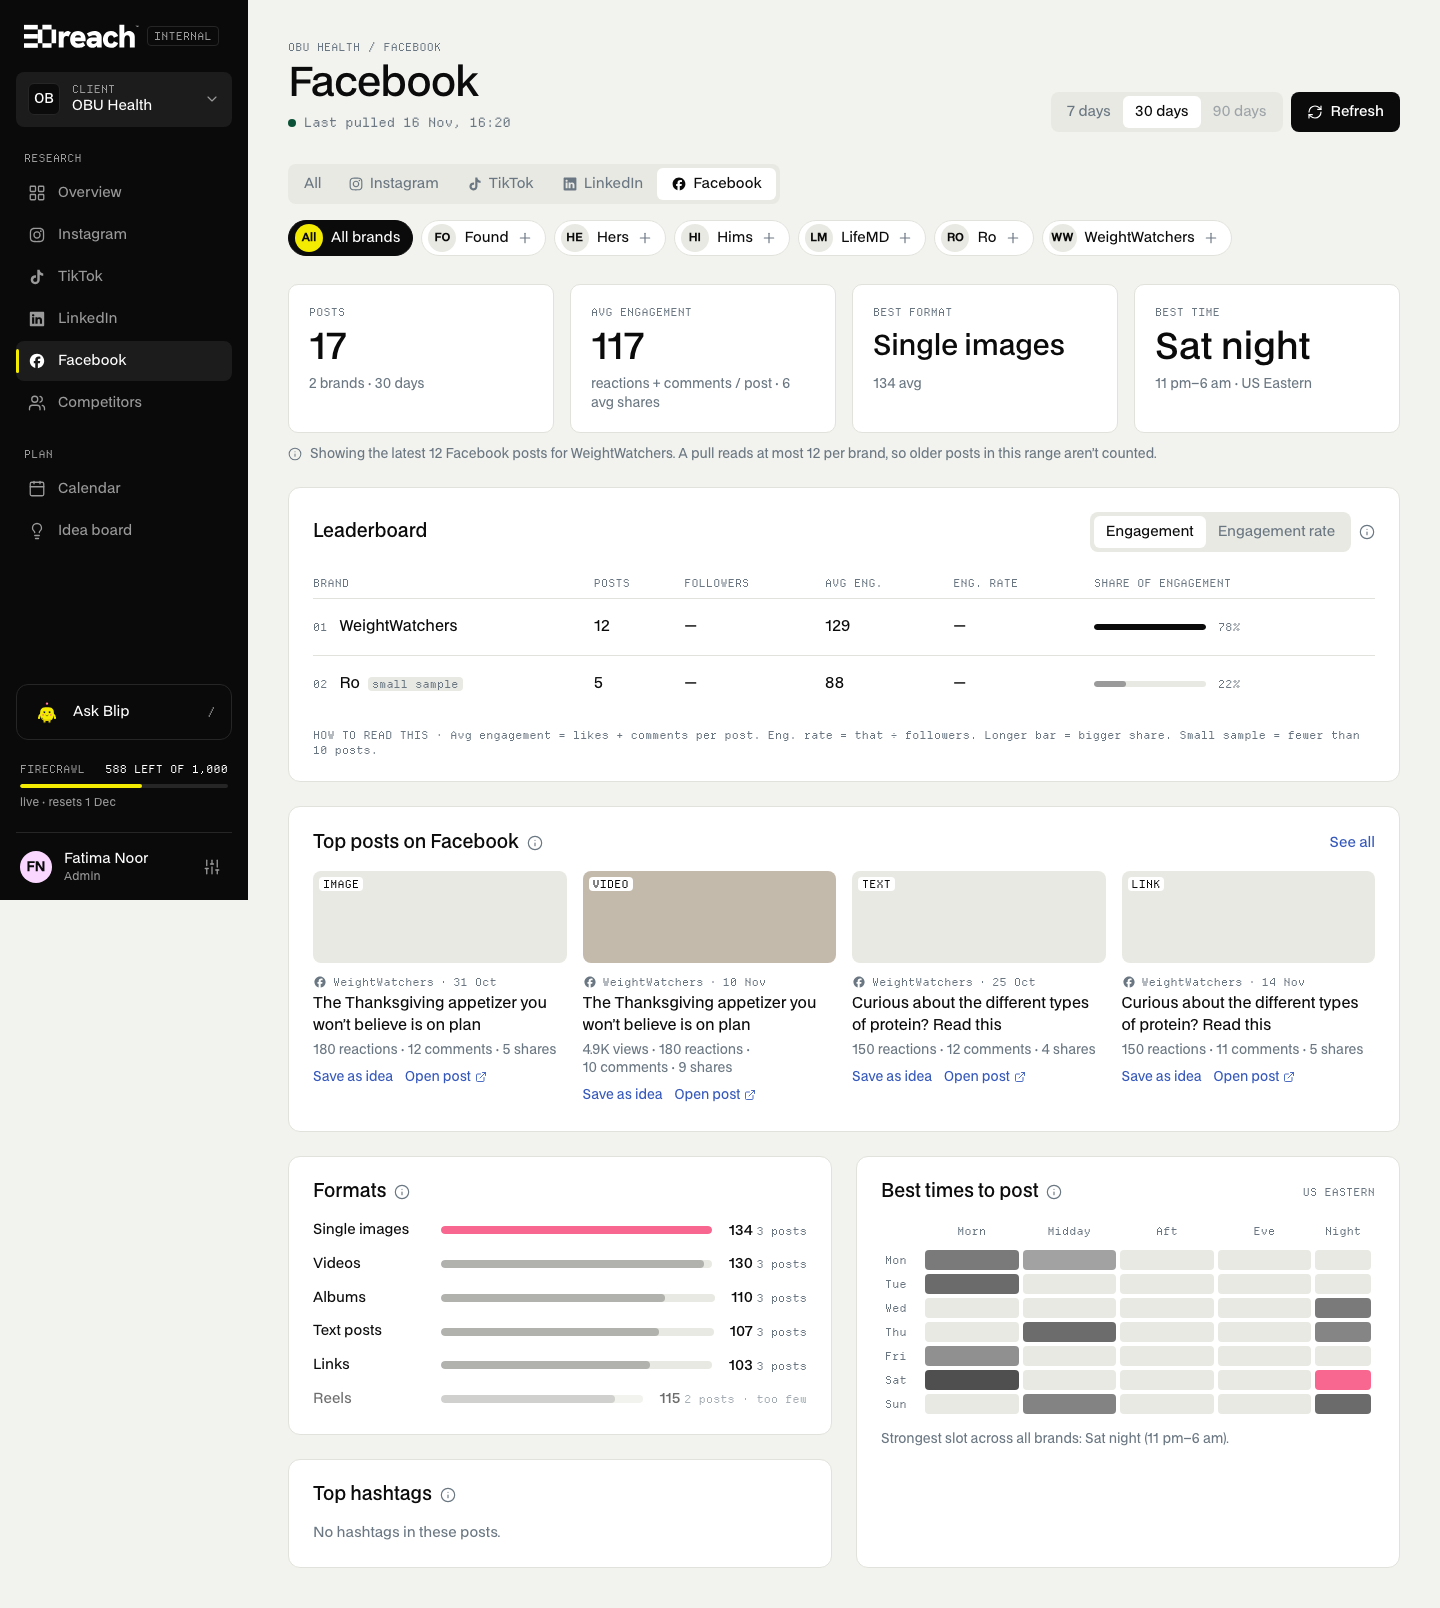 reach INTERNAL
OB CLIENT
OBU Health
RESEARCH
Overview
Instagram
TikTok
LinkedIn
Facebook
Competitors
PLAN
Calendar
Idea board
Ask Blip /
FIRECRAWL 588 LEFT OF 1,000
live · resets 1 Dec
FN Fatima Noor
Admin
OBU HEALTH / FACEBOOK
Facebook
Last pulled 16 Nov, 16:20
7 days 30 days 90 days Refresh
All Instagram TikTok LinkedIn Facebook
All All brands FO Found + HE Hers + HI Hims + LM LifeMD + RO Ro + WW WeightWatchers +
POSTS
17
2 brands · 30 days
AVG ENGAGEMENT
117
reactions + comments / post · 6
avg shares
BEST FORMAT
Single images
134 avg
BEST TIME
Sat night
11 pm–6 am · US Eastern
Showing the latest 12 Facebook posts for WeightWatchers. A pull reads at most 12 per brand, so older posts in this range aren't counted.
Leaderboard Engagement Engagement rate
BRAND POSTS FOLLOWERS AVG ENG. ENG. RATE SHARE OF ENGAGEMENT
01 WeightWatchers 12 — 129 — 78%
02 Ro small sample 5 — 88 — 22%
HOW TO READ THIS · Avg engagement = likes + comments per post. Eng. rate = that ÷ followers. Longer bar = bigger share. Small sample = fewer than
10 posts.
Top posts on Facebook See all
IMAGE
WeightWatchers · 31 Oct
The Thanksgiving appetizer you
won't believe is on plan
180 reactions · 12 comments · 5 shares
Save as idea Open post
VIDEO
WeightWatchers · 10 Nov
The Thanksgiving appetizer you
won't believe is on plan
4.9K views · 180 reactions ·
10 comments · 9 shares
Save as idea Open post
TEXT
WeightWatchers · 25 Oct
Curious about the different types
of protein? Read this
150 reactions · 12 comments · 4 shares
Save as idea Open post
LINK
WeightWatchers · 14 Nov
Curious about the different types
of protein? Read this
150 reactions · 11 comments · 5 shares
Save as idea Open post
Formats
Single images 134 3 posts
Videos 130 3 posts
Albums 110 3 posts
Text posts 107 3 posts
Links 103 3 posts
Reels 115 2 posts · too few
Top hashtags
No hashtags in these posts.
Best times to post US EASTERN
Morn Midday Aft Eve Night
Mon
Tue
Wed
Thu
Fri
Sat
Sun
Strongest slot across all brands: Sat night (11 pm–6 am).